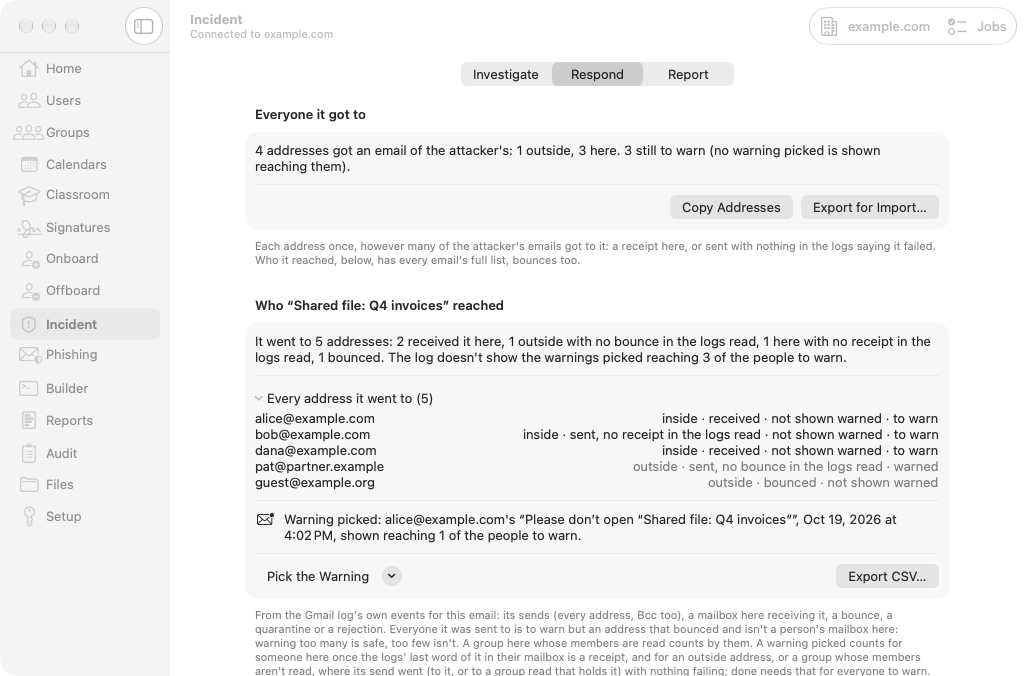 Incident
Connected to example.com
example.com
Jobs
Home
Users
Groups
Calendars
Classroom
Signatures
Onboard
Offboard
Incident
Phishing
Builder
Reports
Audit
Files
Setup
Investigate
Respond
Report
Everyone it got to
4 addresses got an email of the attacker's: 1 outside, 3 here. 3 still to warn (no warning picked is shown
reaching them).
Copy Addresses
Export for Import…
Each address once, however many of the attacker's emails got to it: a receipt here, or sent with nothing in the logs saying it failed.
Who it reached, below, has every email's full list, bounces too.
Who “Shared file: Q4 invoices” reached
It went to 5 addresses: 2 received it here, 1 outside with no bounce in the logs read, 1 here with no receipt in the
logs read, 1 bounced. The log doesn't show the warnings picked reaching 3 of the people to warn.
Every address it went to (5)
alice@example.com inside · received · not shown warned · to warn
bob@example.com inside · sent, no receipt in the logs read · not shown warned · to warn
dana@example.com inside · received · not shown warned · to warn
pat@partner.example outside · sent, no bounce in the logs read · warned
guest@example.org outside · bounced · not shown warned
Warning picked: alice@example.com's “Please don’t open “Shared file: Q4 invoices””, Oct 19, 2026 at
4:02 PM, shown reaching 1 of the people to warn.
Pick the Warning
Export CSV…
From the Gmail log's own events for this email: its sends (every address, Bcc too), a mailbox here receiving it, a bounce, a
quarantine or a rejection. Everyone it was sent to is to warn but an address that bounced and isn't a person's mailbox here:
warning too many is safe, too few isn't. A group here whose members are read counts by them. A warning picked counts for
someone here once the logs' last word of it in their mailbox is a receipt, and for an outside address, or a group whose members
aren't read, where its send went (to it, or to a group read that holds it) with nothing failing; done needs that for everyone to warn.